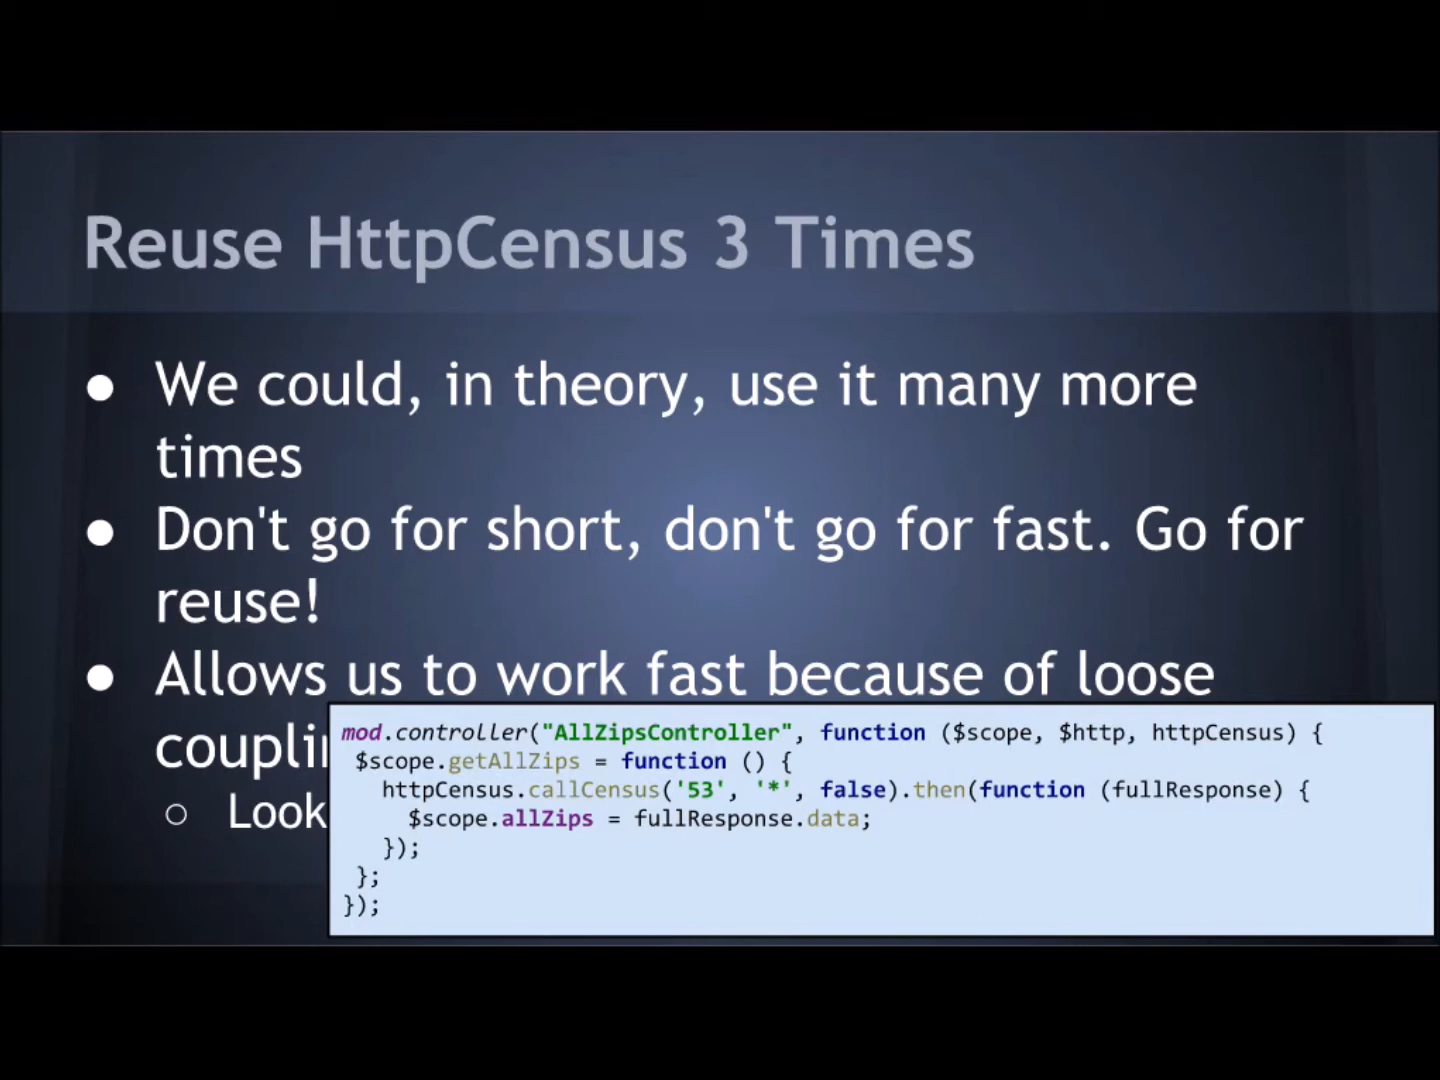 Reuse HttpCensus 3 Times
● We could, in theory, use it many more
times
● Don't go for short, don't go for fast. Go for
reuse!
● Allows us to work fast because of loose
○ Look
mod.controller("AllZipsController", function ($scope, $http, httpCensus) {
$scope.getAllZips = function () {
httpCensus.callCensus('53', '*', false).then(function (fullResponse) {
$scope.allZips = fullResponse.data;
});
};
});